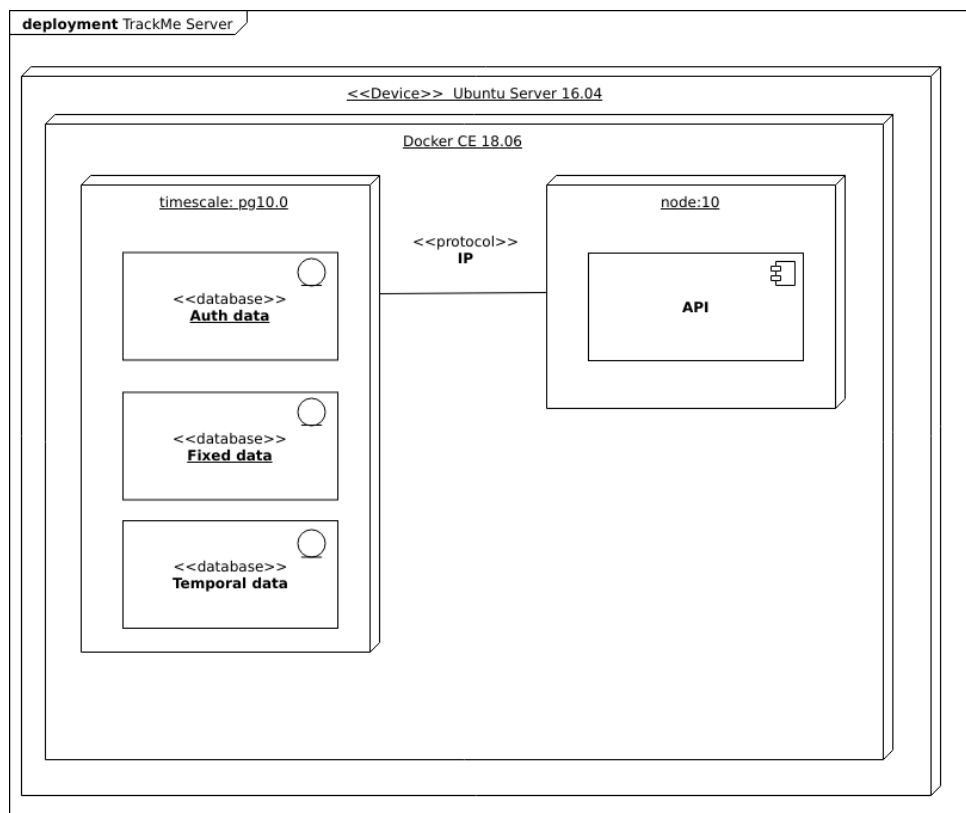 deployment TrackMe Server
<<Device>> Ubuntu Server 16.04
Docker CE 18.06
timescale: pg10.0
node:10
<<protocol>>
IP
<<database>>
Auth data
API
<<database>>
Fixed data
<<database>>
Temporal data